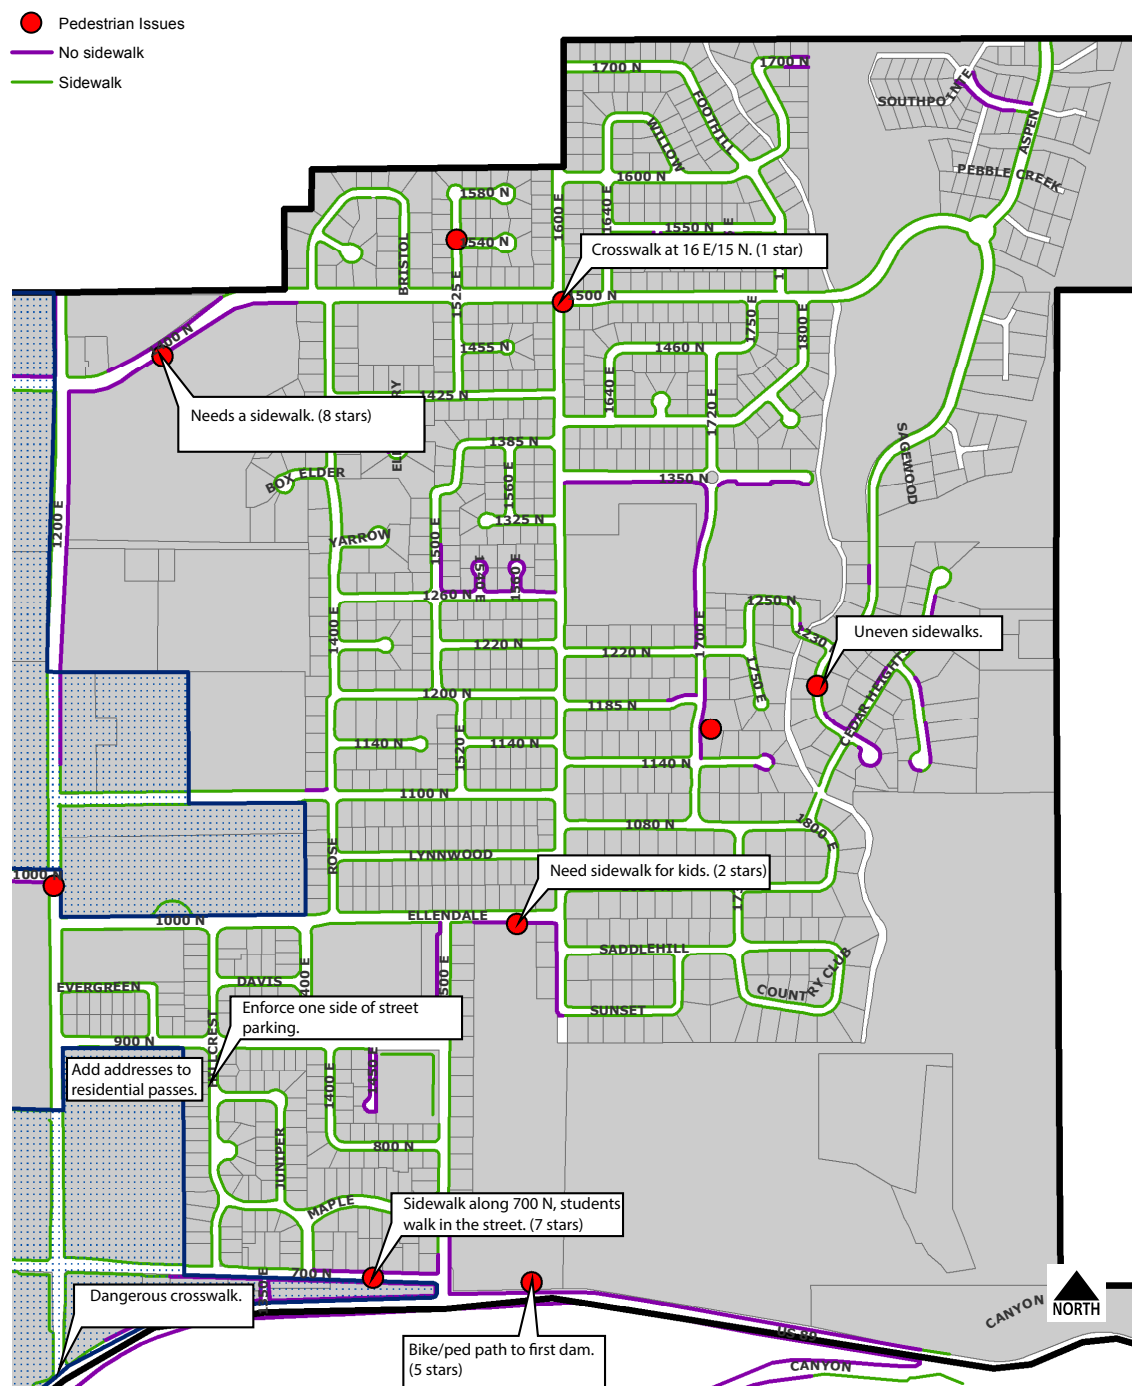 Pedestrian Issues
No sidewalk
Sidewalk
1700 N
1700 N
FOOTHILL
WILLOW
SOUTHPO INTE
ASPEN
PEBBLE CREEK
1600 N
1580 N
1640 E
1600 E
1550 N
1540 N
BRISTOL
Crosswalk at 16 E/15 N. (1 star)
1525 E
1500 N
1750 E
1800 E
1455 N
1460 N
Needs a sidewalk. (8 stars)
1425 N
1640 E
1720 E
1385 N
SAGEWOOD
BOX ELDER
1560 E
1350 N
1200 E
1325 N
YARROW
1500 E
1260 N
1250 N
1400 E
1220 N
1220 N
1700 E
1230 N
Uneven sidewalks.
1750 E
CEDAR HEIGHTS
1200 N
1185 N
1140 N
1520 E
1140 N
1140 N
1100 N
1080 N
1800 E
ROSE
LYNNWOOD
Need sidewalk for kids. (2 stars)
1000 N
1000 N
ELLENDALE
SADDLEHILL
COUNTRY CLUB
EVERGREEN
DAVIS
SUNSET
Enforce one side of street
parking.
900 N
HILLCREST
Add addresses to
residential passes.
1400 E
1450 E
JUNIPER
800 N
MAPLE
Sidewalk along 700 N, students
walk in the street. (7 stars)
700 N
Dangerous crosswalk.
Bike/ped path to first dam.
(5 stars)
US 89
CANYON
CANYON
NORTH